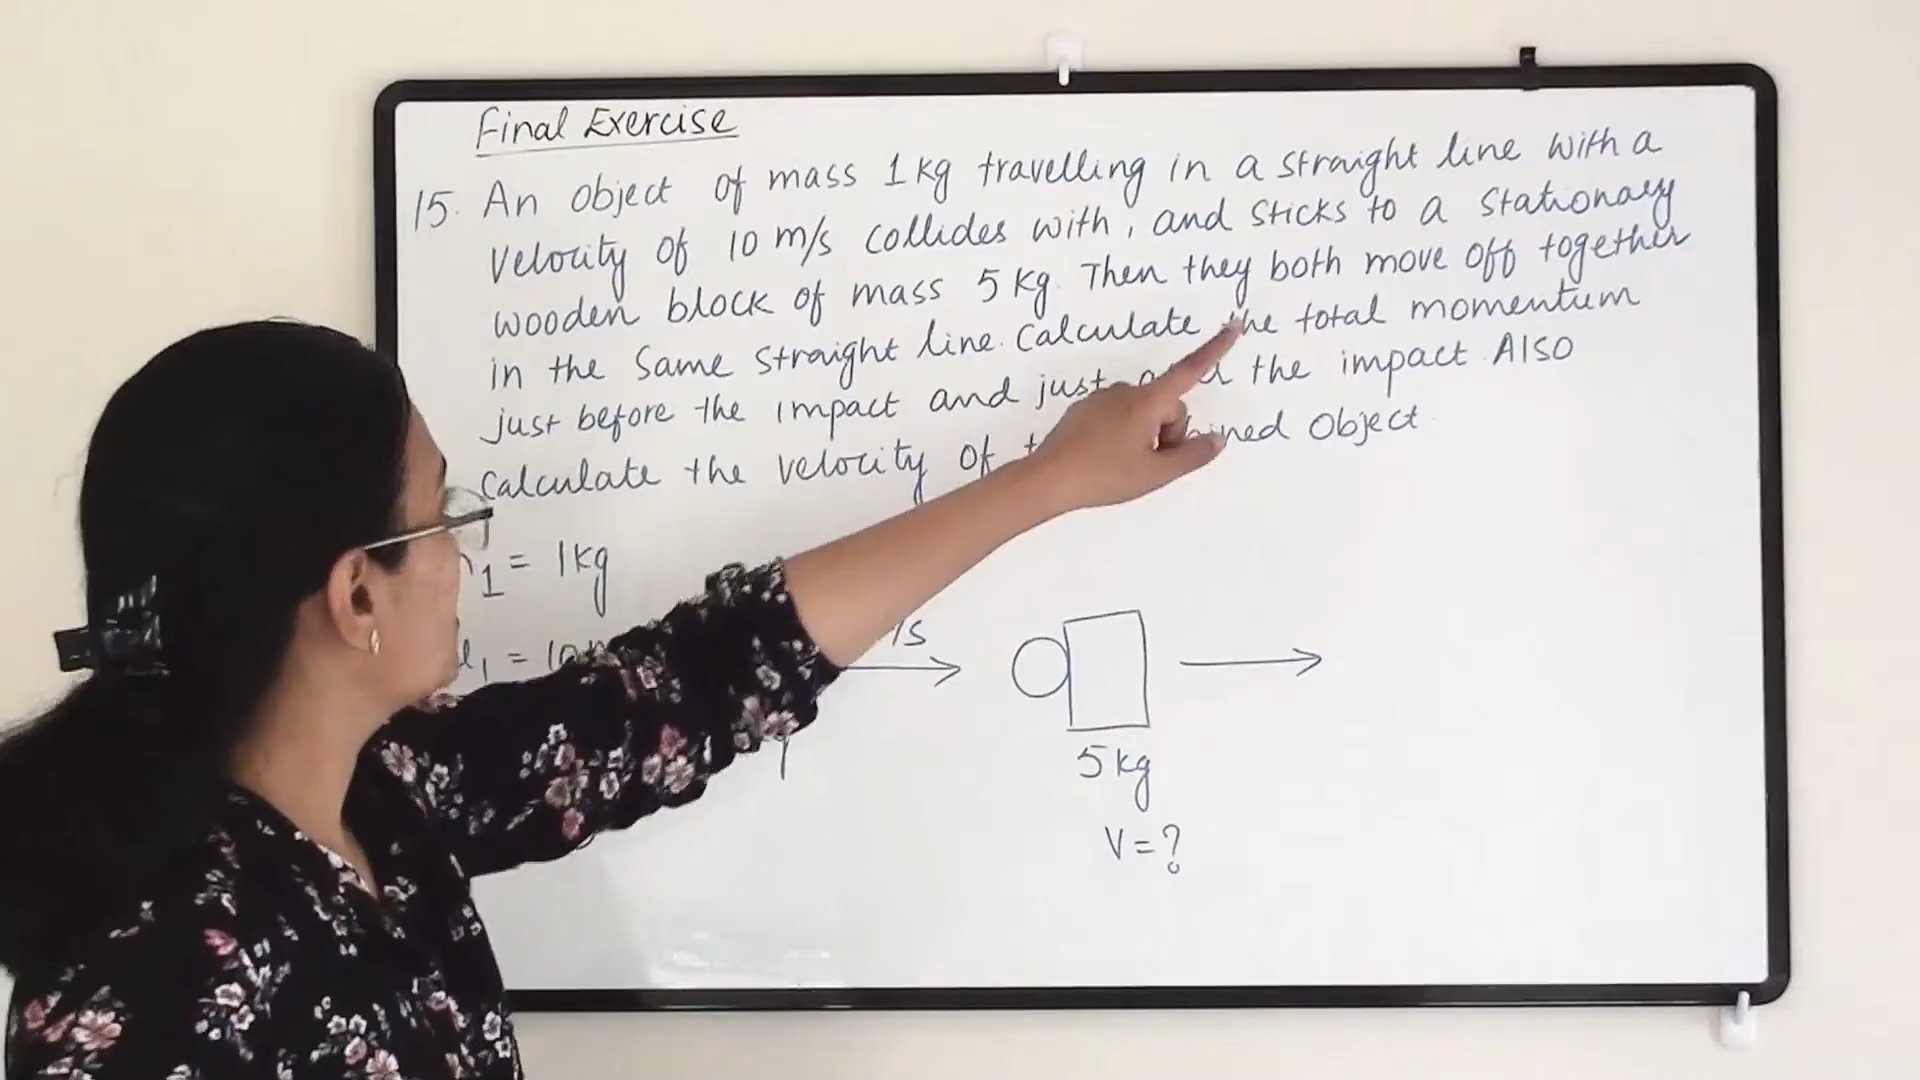 Final Exercise
15. An object of mass 1kg travelling in a straight line with a
velocity of 10 m/s collides with, and sticks to a stationary
wooden block of mass 5kg. Then they both move off together
in the same straight line. Calculate the total momentum
just before the impact and just the impact. Also
calculate the velocity of object.
1 = 1kg
1 = 10
/s
5kg
V = ?